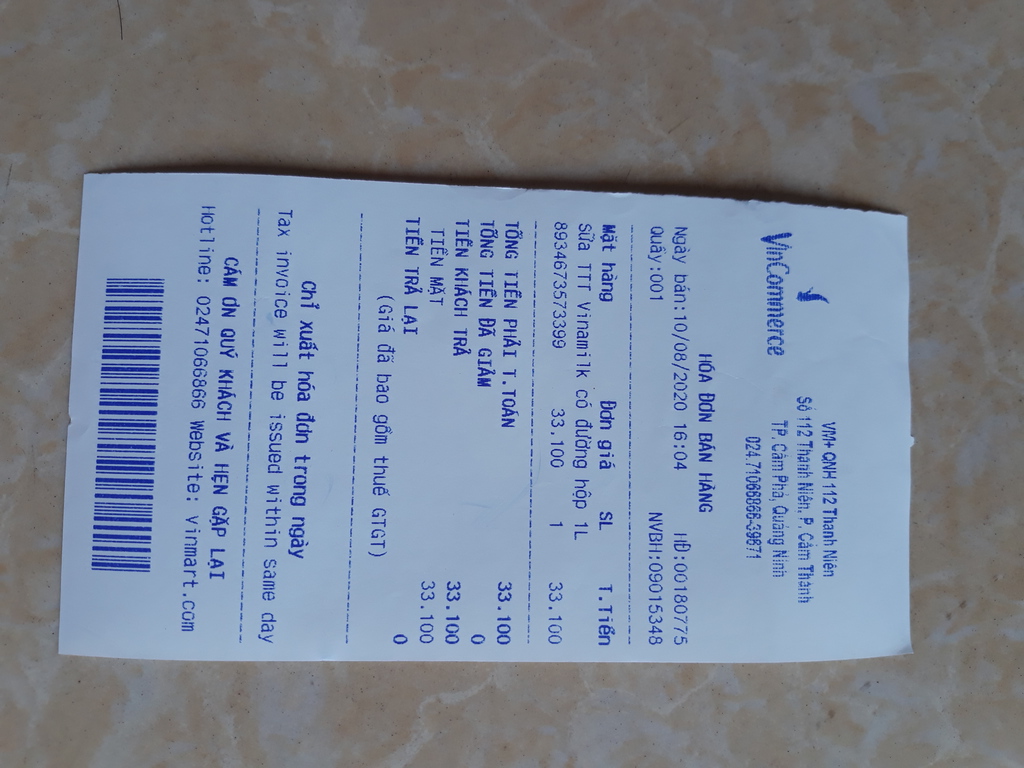 VinCommerce
VM+ QNH 112 Thanh Niên
Số 112 Thanh Niên, P. Cẩm Thành
TP. Cẩm Phả, Quảng Ninh
024.71066866-39671
HÓA ĐƠN BÁN HÀNG
Ngày bán:10/08/2020 16:04 HĐ:00180775
Quầy:001 NVBH:09015348
Mặt hàng Đơn giá SL T.Tiền
Sữa TTT Vinamilk có đường hộp 1L
8934673573399 33.100 1 33.100
TỔNG TIỀN PHẢI T.TOÁN 33.100
TỔNG TIỀN ĐÃ GIẢM 0
TIỀN KHÁCH TRẢ 33.100
TIỀN MẶT 33.100
TIỀN TRẢ LẠI 0
(Giá đã bao gồm thuế GTGT)
Chỉ xuất hóa đơn trong ngày
Tax invoice will be issued within same day
CẢM ƠN QUÝ KHÁCH VÀ HẸN GẶP LẠI
Hotline: 02471066866 Website: vinmart.com